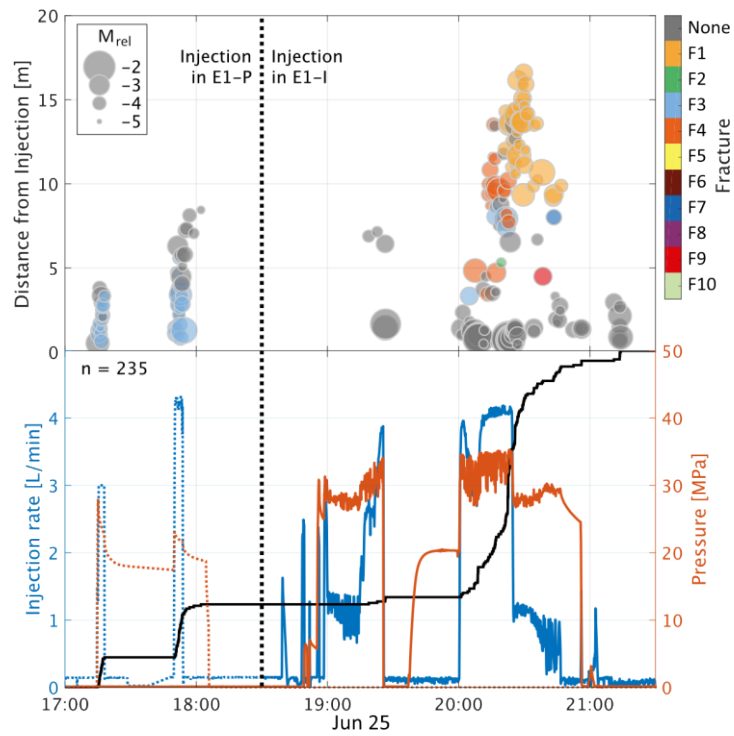 20
15
10
5
0
Distance from Injection [m]
M_rel
-2
-3
-4
-5
Injection
in E1-P
Injection
in E1-I
None
F1
F2
F3
F4
F5
F6
F7
F8
F9
F10
Fracture
n = 235
4
3
2
1
0
Injection rate [L/min]
50
40
30
20
10
0
Pressure [MPa]
17:00
18:00
19:00
20:00
21:00
Jun 25